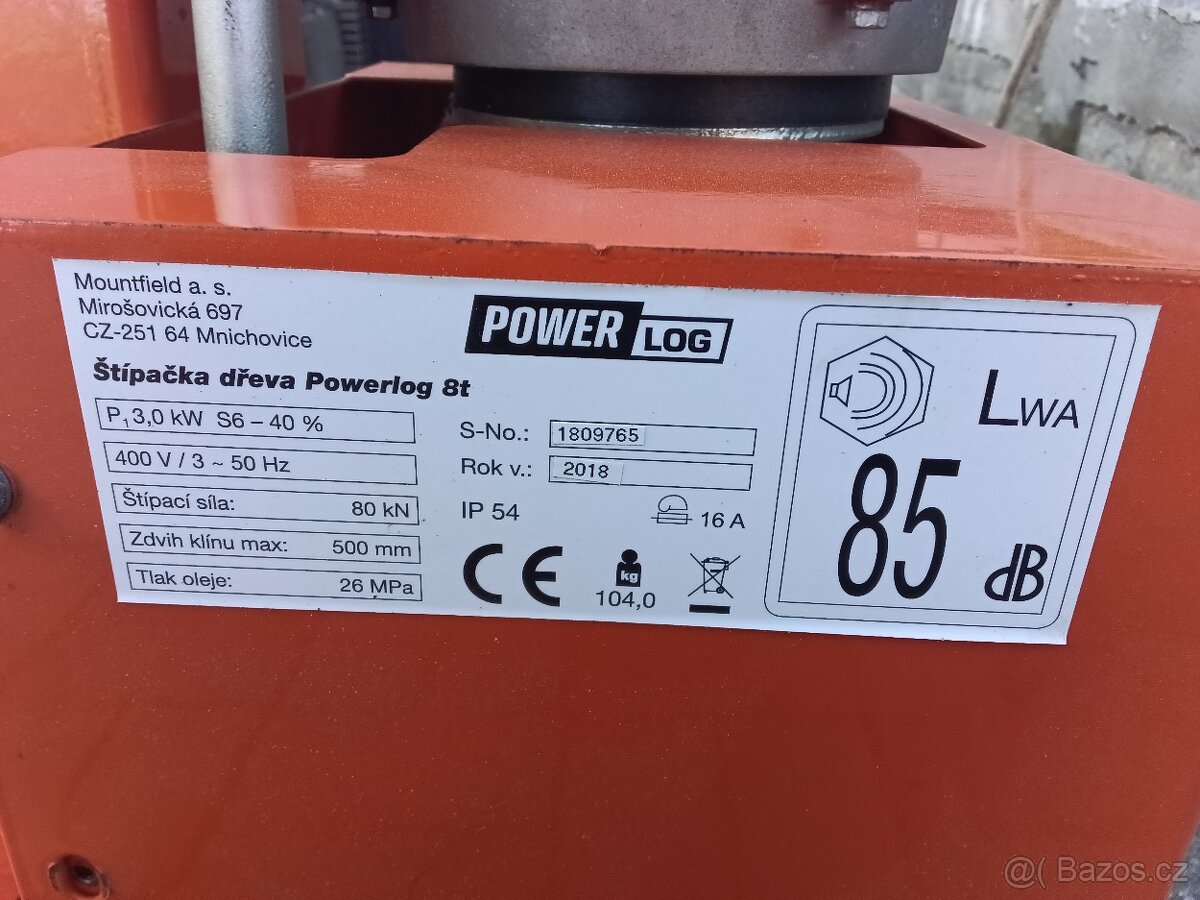 Mountfield a. s.
Mirošovická 697
CZ-251 64 Mnichovice
POWER LOG
Štípačka dřeva Powerlog 8t
P₁ 3,0 kW S6 – 40 %
400 V / 3 ~ 50 Hz
Štípací síla: 80 kN
Zdvih klínu max: 500 mm
Tlak oleje: 26 MPa
S-No.: 1809765
Rok v.: 2018
IP 54
16 A
CE
kg
104,0
LWA
85
dB
@( Bazos.cz